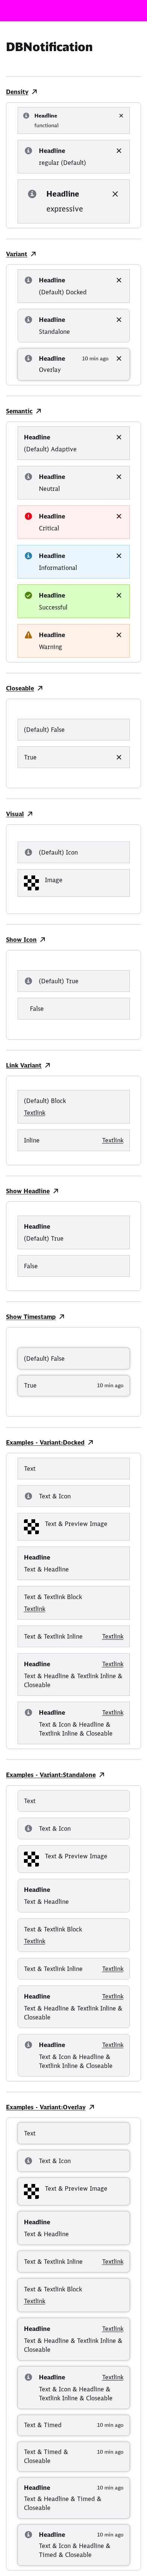 DBNotification
Density
Headline
functional
Headline
regular (Default)
Headline
expressive
Variant
Headline
(Default) Docked
Headline
Standalone
Headline 10 min ago
Overlay
Semantic
Headline
(Default) Adaptive
Headline
Neutral
Headline
Critical
Headline
Informational
Headline
Successful
Headline
Warning
Closeable
(Default) False
True
Visual
(Default) Icon
Image
Show Icon
(Default) True
False
Link Variant
(Default) Block
Textlink
Inline Textlink
Show Headline
Headline
(Default) True
False
Show Timestamp
(Default) False
True 10 min ago
Examples - Variant:Docked
Text
Text & Icon
Text & Preview Image
Headline
Text & Headline
Text & Textlink Block
Textlink
Text & Textlink Inline Textlink
Headline Textlink
Text & Headline & Textlink Inline &
Closeable
Headline Textlink
Text & Icon & Headline &
Textlink Inline & Closeable
Examples - Variant:Standalone
Text
Text & Icon
Text & Preview Image
Headline
Text & Headline
Text & Textlink Block
Textlink
Text & Textlink Inline Textlink
Headline Textlink
Text & Headline & Textlink Inline &
Closeable
Headline Textlink
Text & Icon & Headline &
Textlink Inline & Closeable
Examples - Variant:Overlay
Text
Text & Icon
Text & Preview Image
Headline
Text & Headline
Text & Textlink Inline Textlink
Text & Textlink Block
Textlink
Headline Textlink
Text & Headline & Textlink Inline &
Closeable
Headline Textlink
Text & Icon & Headline &
Textlink Inline & Closeable
Text & Timed 10 min ago
Text & Timed & 10 min ago
Closeable
Headline 10 min ago
Text & Headline & Timed &
Closeable
Headline 10 min ago
Text & Icon & Headline &
Timed & Closeable